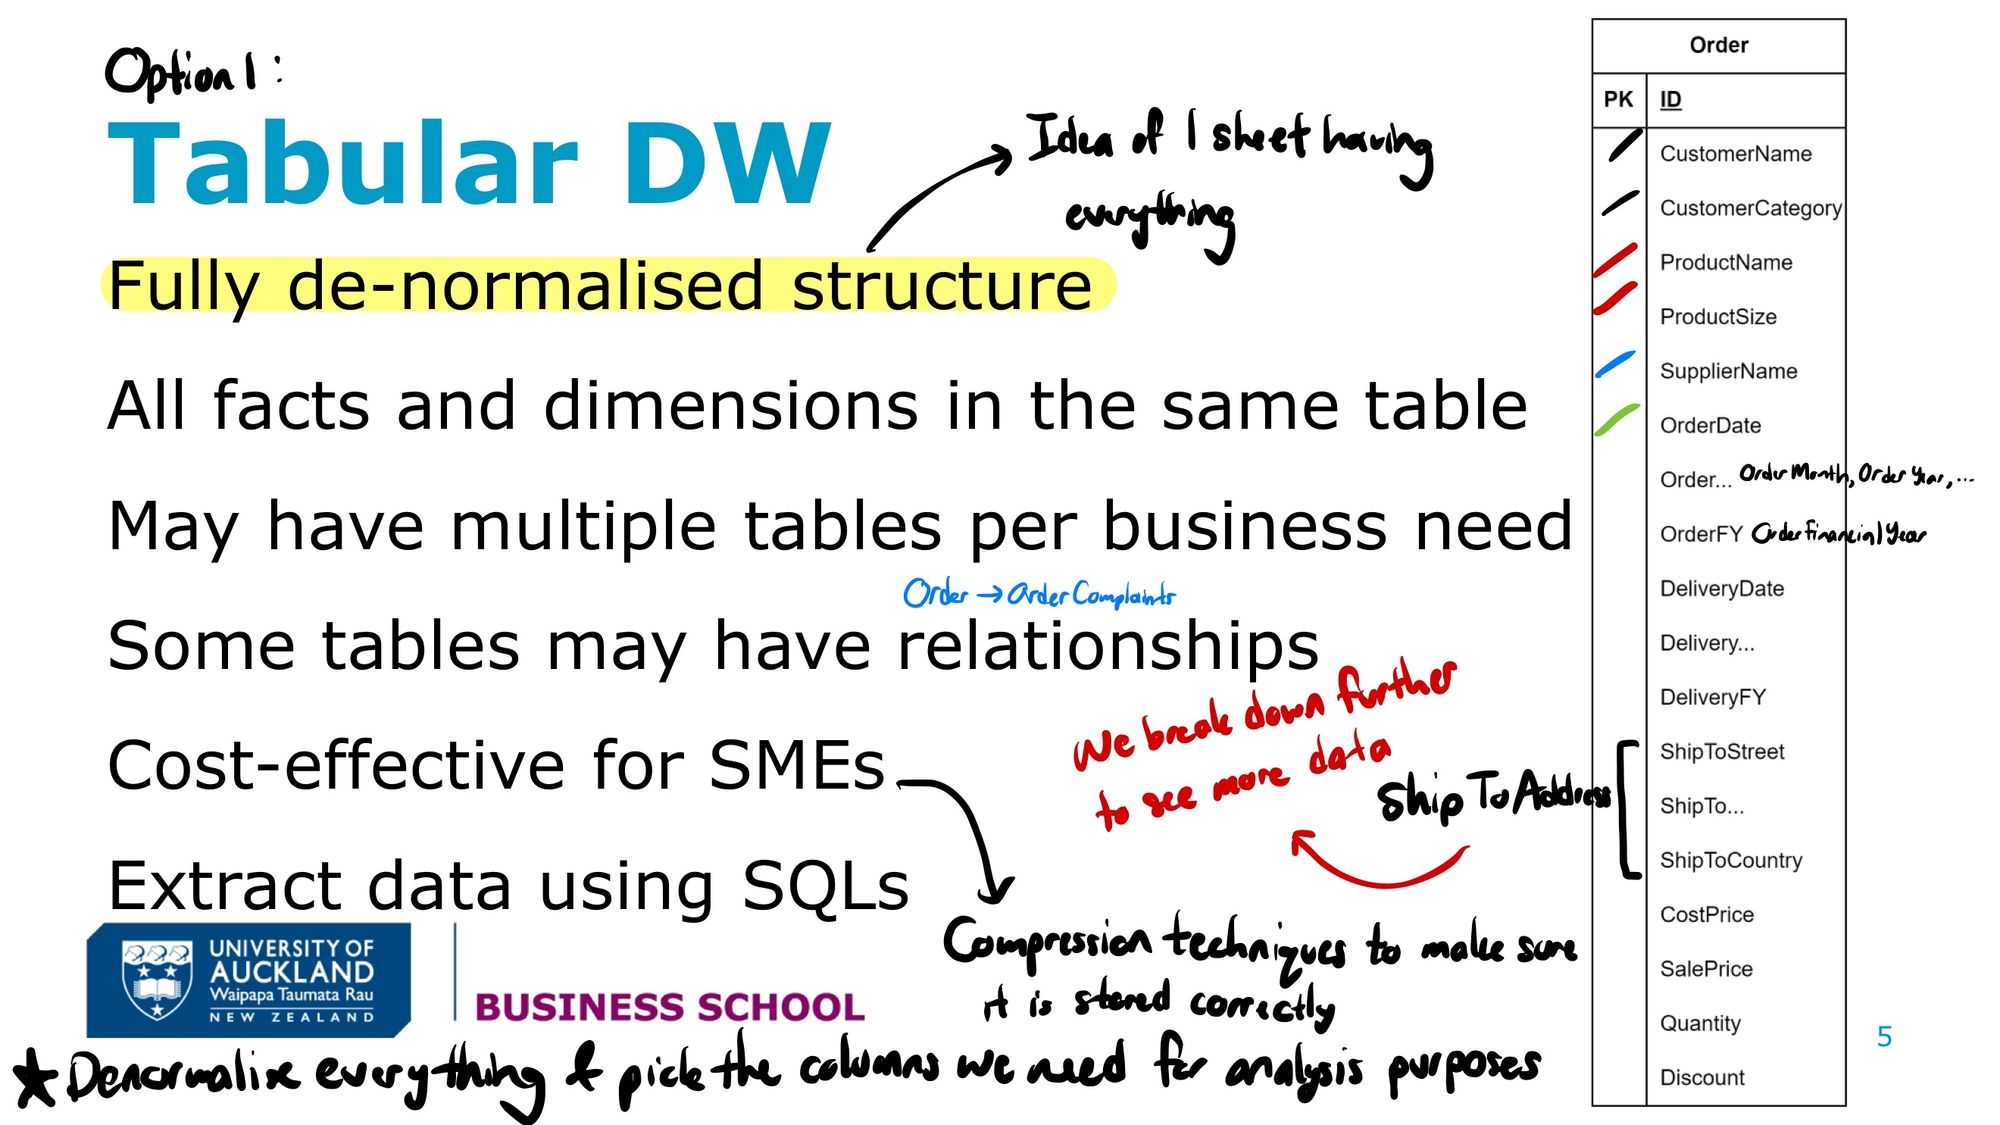 Option 1:
Tabular DW
Idea of 1 sheet having
everything
Fully de-normalised structure
All facts and dimensions in the same table
May have multiple tables per business need
Order → Order Complaints
Some tables may have relationships
We break down further
to see more data
Cost-effective for SMEs
Ship To Address
Extract data using SQLs
Compression techniques to make sure
it is stored correctly
UNIVERSITY OF
AUCKLAND
Waipapa Taumata Rau
NEW ZEALAND
BUSINESS SCHOOL
★ Denormalise everything & pick the columns we need for analysis purposes
Order
PK ID
CustomerName
CustomerCategory
ProductName
ProductSize
SupplierName
OrderDate
Order... Order Month, Order Year, ...
OrderFY Order Financial Year
DeliveryDate
Delivery...
DeliveryFY
ShipToStreet
ShipTo...
ShipToCountry
CostPrice
SalePrice
Quantity
Discount
5